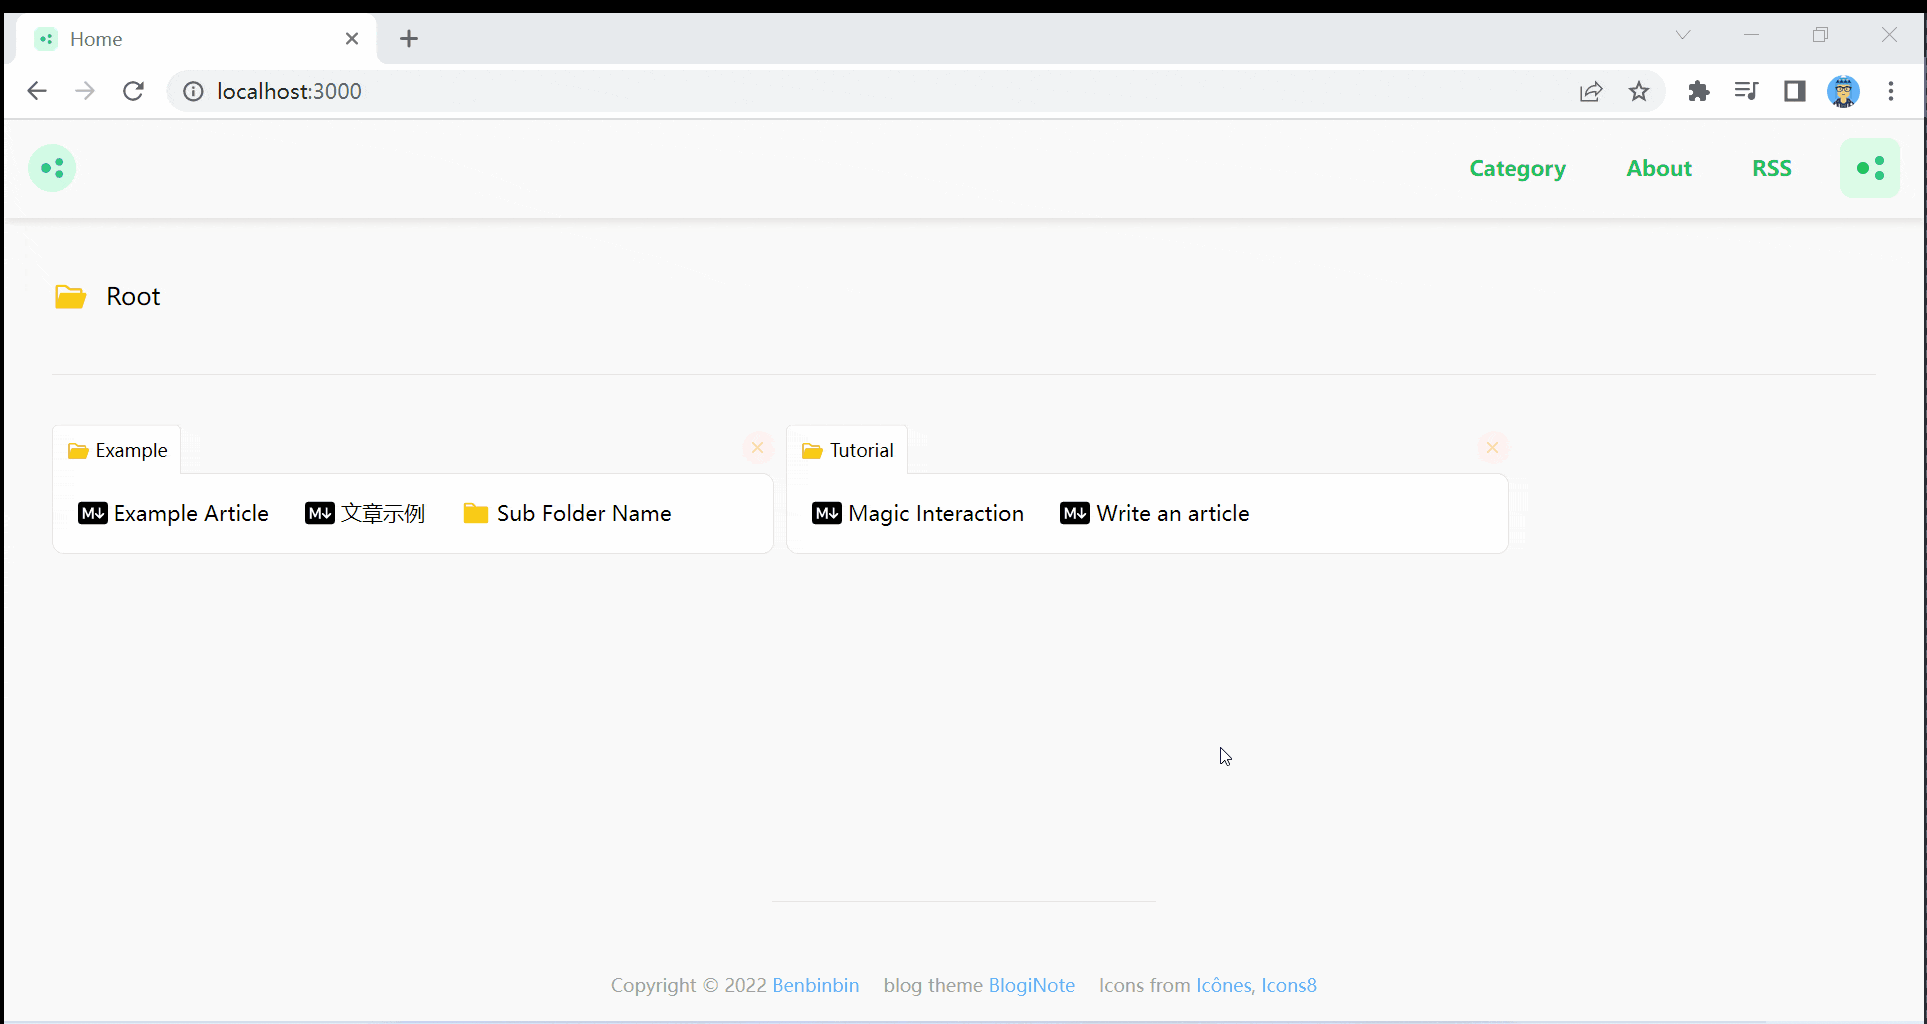 Home
localhost:3000
Category About RSS
Root
Example
Tutorial
M↓ Example Article M↓ 文章示例 Sub Folder Name
M↓ Magic Interaction M↓ Write an article
Copyright © 2022 Benbinbin blog theme BlogiNote Icons from Icônes, Icons8